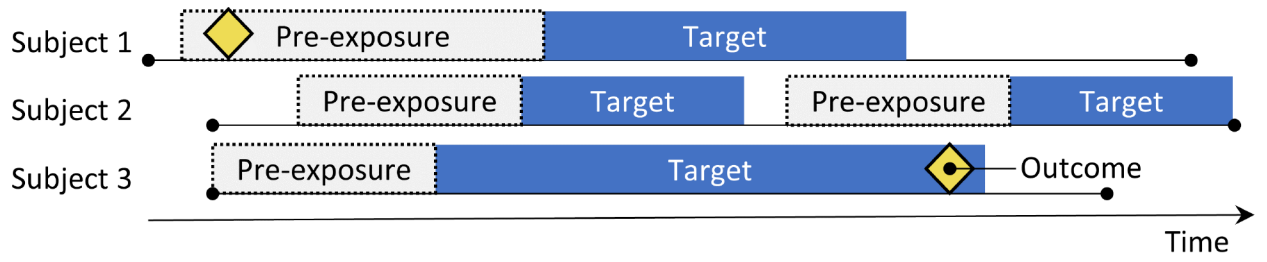 Subject 1
Pre-exposure
Target
Subject 2
Pre-exposure
Target
Pre-exposure
Target
Subject 3
Pre-exposure
Target
Outcome
Time